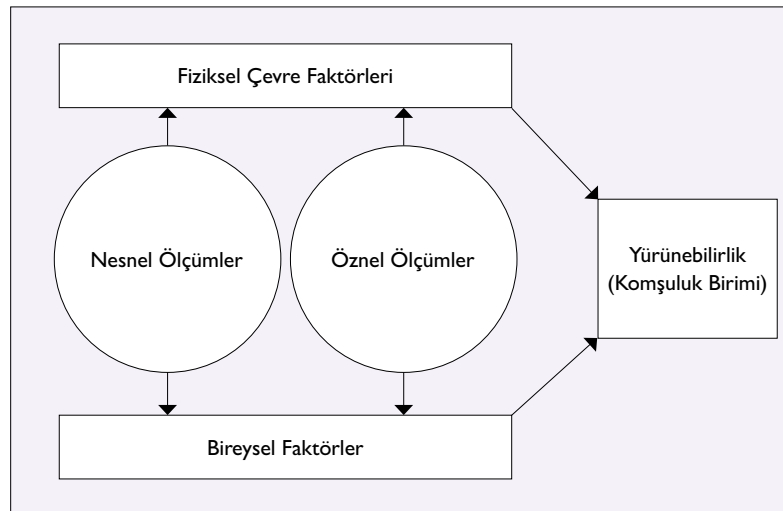 Fiziksel Çevre Faktörleri
Nesnel Ölçümler
Öznel Ölçümler
Yürünebilirlik
(Komşuluk Birimi)
Bireysel Faktörler